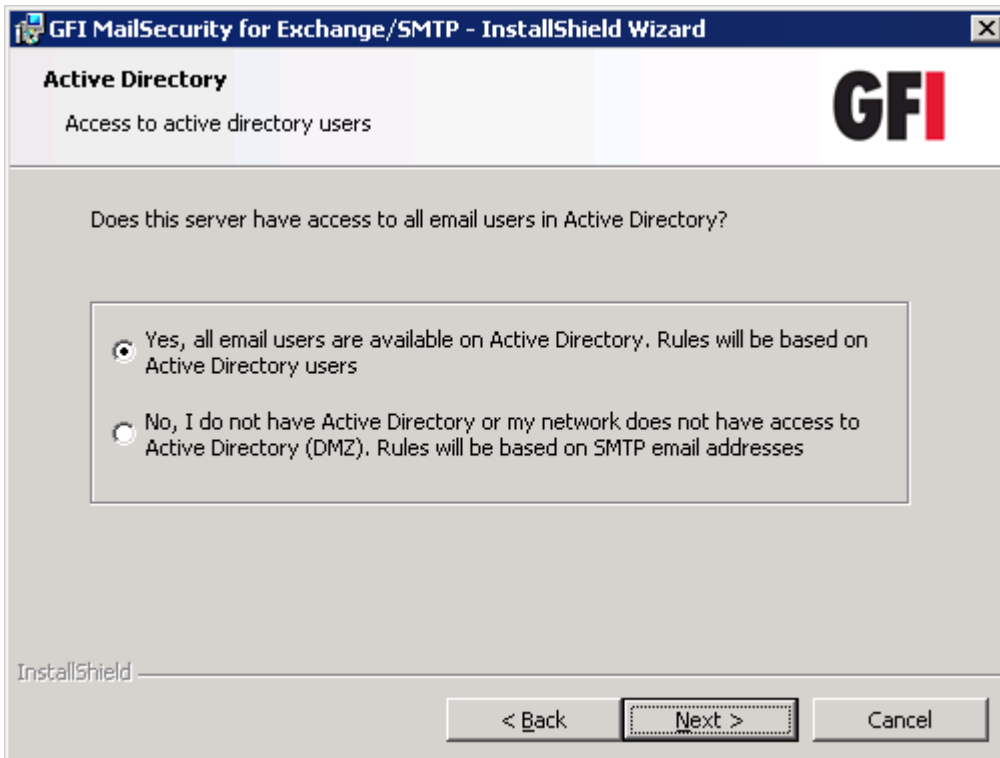 GFI MailSecurity for Exchange/SMTP - InstallShield Wizard
Active Directory
Access to active directory users
GFI
Does this server have access to all email users in Active Directory?
Yes, all email users are available on Active Directory. Rules will be based on
Active Directory users
No, I do not have Active Directory or my network does not have access to
Active Directory (DMZ). Rules will be based on SMTP email addresses
InstallShield
< Back
Next >
Cancel